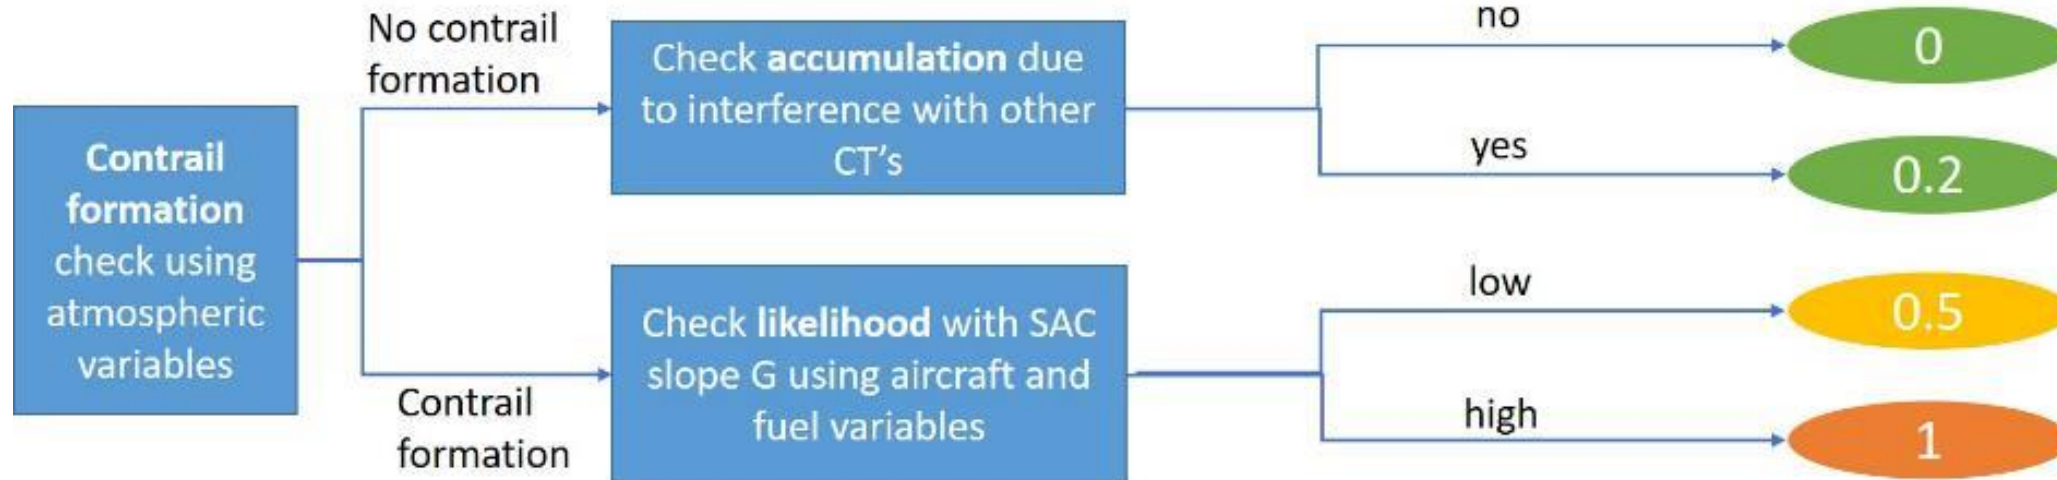 Contrail
formation
check using
atmospheric
variables
No contrail
formation
Contrail
formation
Check accumulation due
to interference with other
CT’s
no
0
yes
0.2
Check likelihood with SAC
slope G using aircraft and
fuel variables
low
0.5
high
1